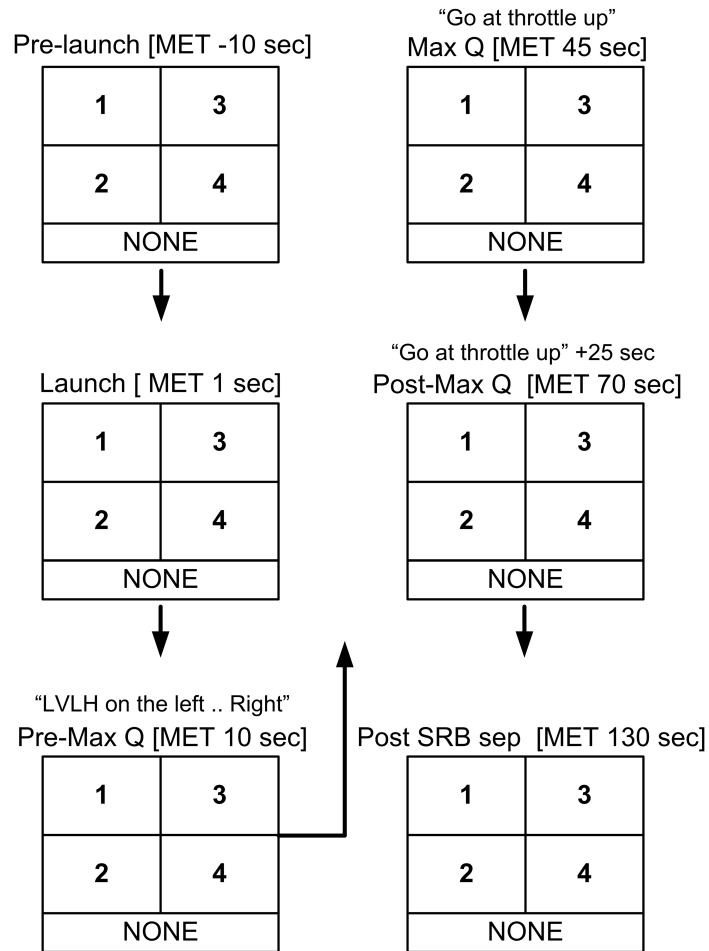 Pre-launch [MET -10 sec]
1 3
2 4
NONE
Launch [ MET 1 sec]
1 3
2 4
NONE
“LVLH on the left .. Right”
Pre-Max Q [MET 10 sec]
1 3
2 4
NONE
“Go at throttle up”
Max Q [MET 45 sec]
1 3
2 4
NONE
“Go at throttle up” +25 sec
Post-Max Q [MET 70 sec]
1 3
2 4
NONE
Post SRB sep [MET 130 sec]
1 3
2 4
NONE